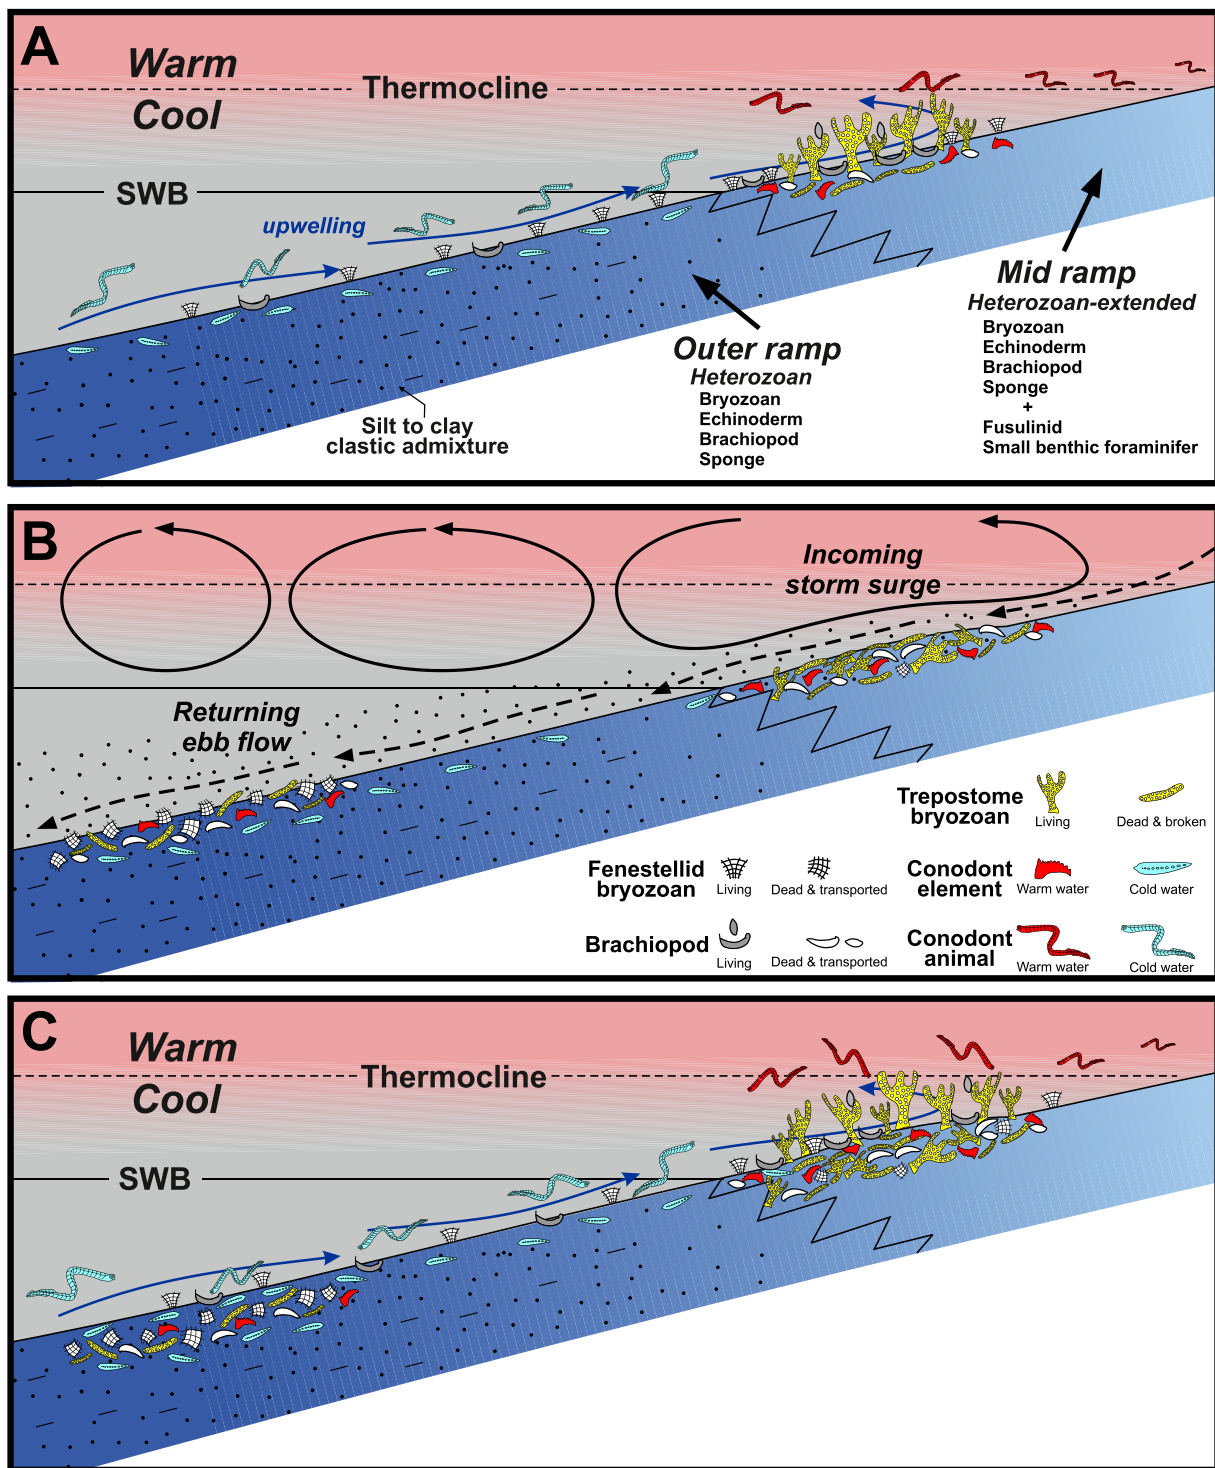 A
Warm
Thermocline
Cool
SWB
upwelling
Mid ramp
Heterozoan-extended
Bryozoan
Echinoderm
Brachiopod
Sponge
+
Fusulinid
Small benthic foraminifer
Outer ramp
Heterozoan
Bryozoan
Echinoderm
Brachiopod
Sponge
Silt to clay
clastic admixture
B
Incoming
storm surge
Returning
ebb flow
Trepostome
bryozoan
Living
Dead & broken
Fenestellid
bryozoan
Living
Dead & transported
Conodont
element
Warm water
Cold water
Brachiopod
Living
Dead & transported
Conodont
animal
Warm water
Cold water
C
Warm
Thermocline
Cool
SWB